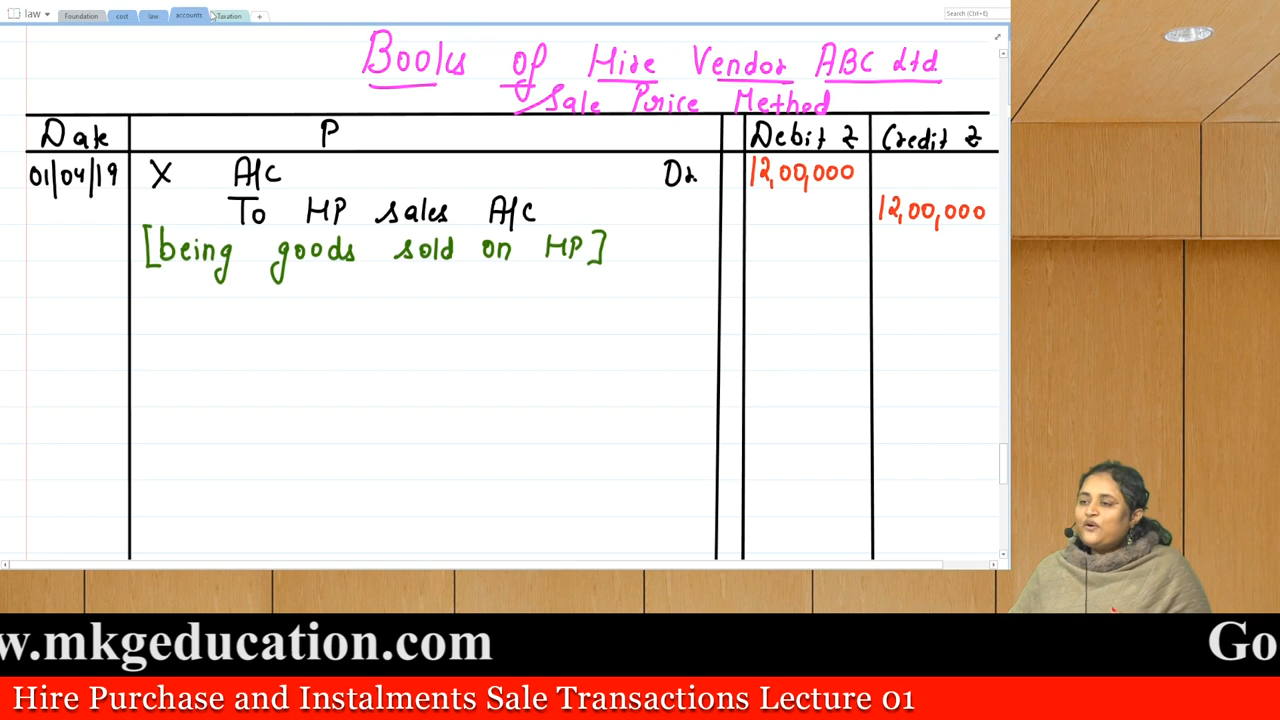 law
Foundation cost law accounts Taxation +
Search (Ctrl+E)
Books of Hire Vendor ABC Ltd
Sale Price Method
Date P Debit ₹ Credit ₹
01/04/19 X A/C Dr 12,00,000
To HP sales A/C 12,00,000
[being goods sold on HP]
w.mkgeducation.com Go
Hire Purchase and Instalments Sale Transactions Lecture 01